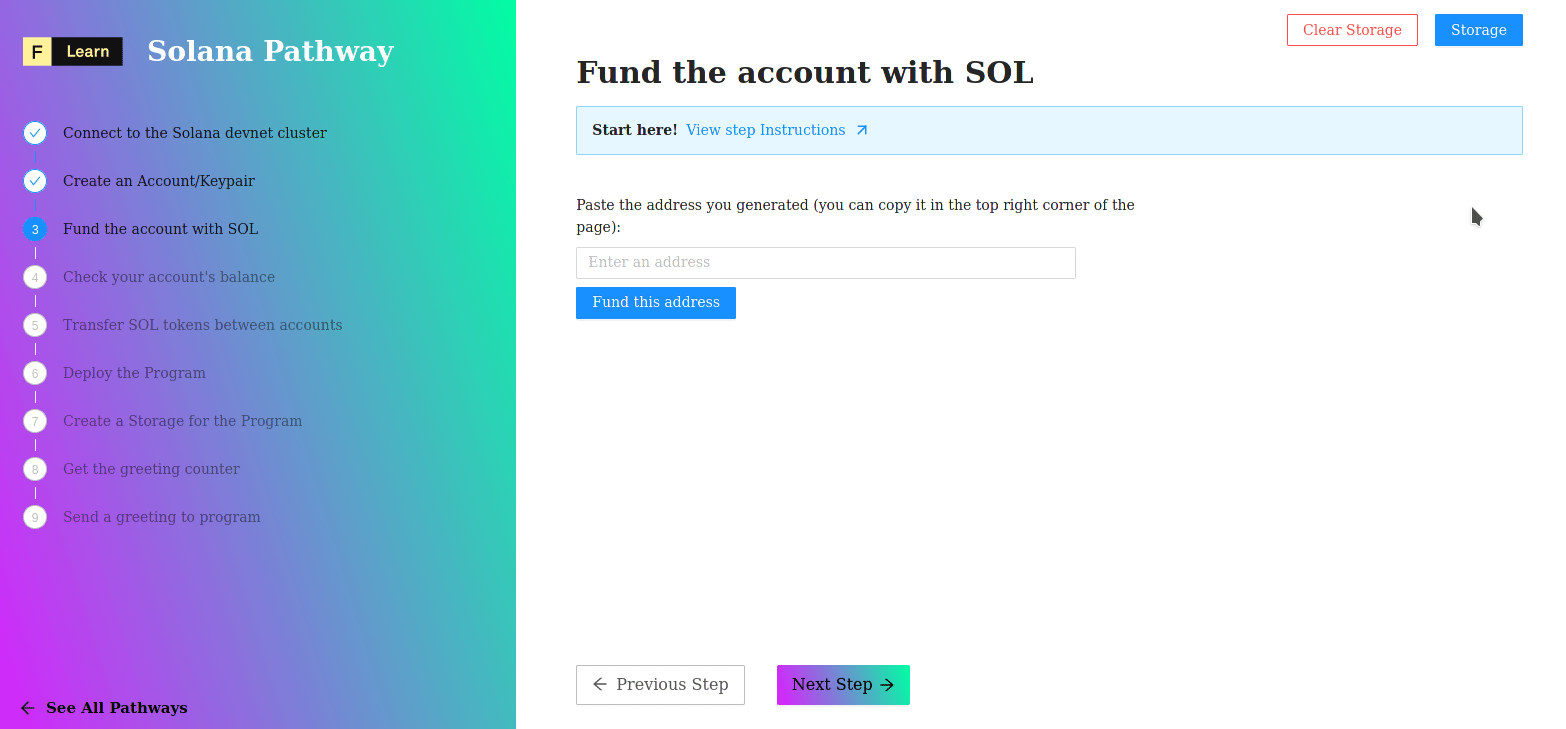 F Learn
Solana Pathway
Connect to the Solana devnet cluster
Create an Account/Keypair
3 Fund the account with SOL
4 Check your account's balance
5 Transfer SOL tokens between accounts
6 Deploy the Program
7 Create a Storage for the Program
8 Get the greeting counter
9 Send a greeting to program
See All Pathways
Clear Storage
Storage
Fund the account with SOL
Start here! View step Instructions
Paste the address you generated (you can copy it in the top right corner of the
page):
Enter an address
Fund this address
Previous Step
Next Step